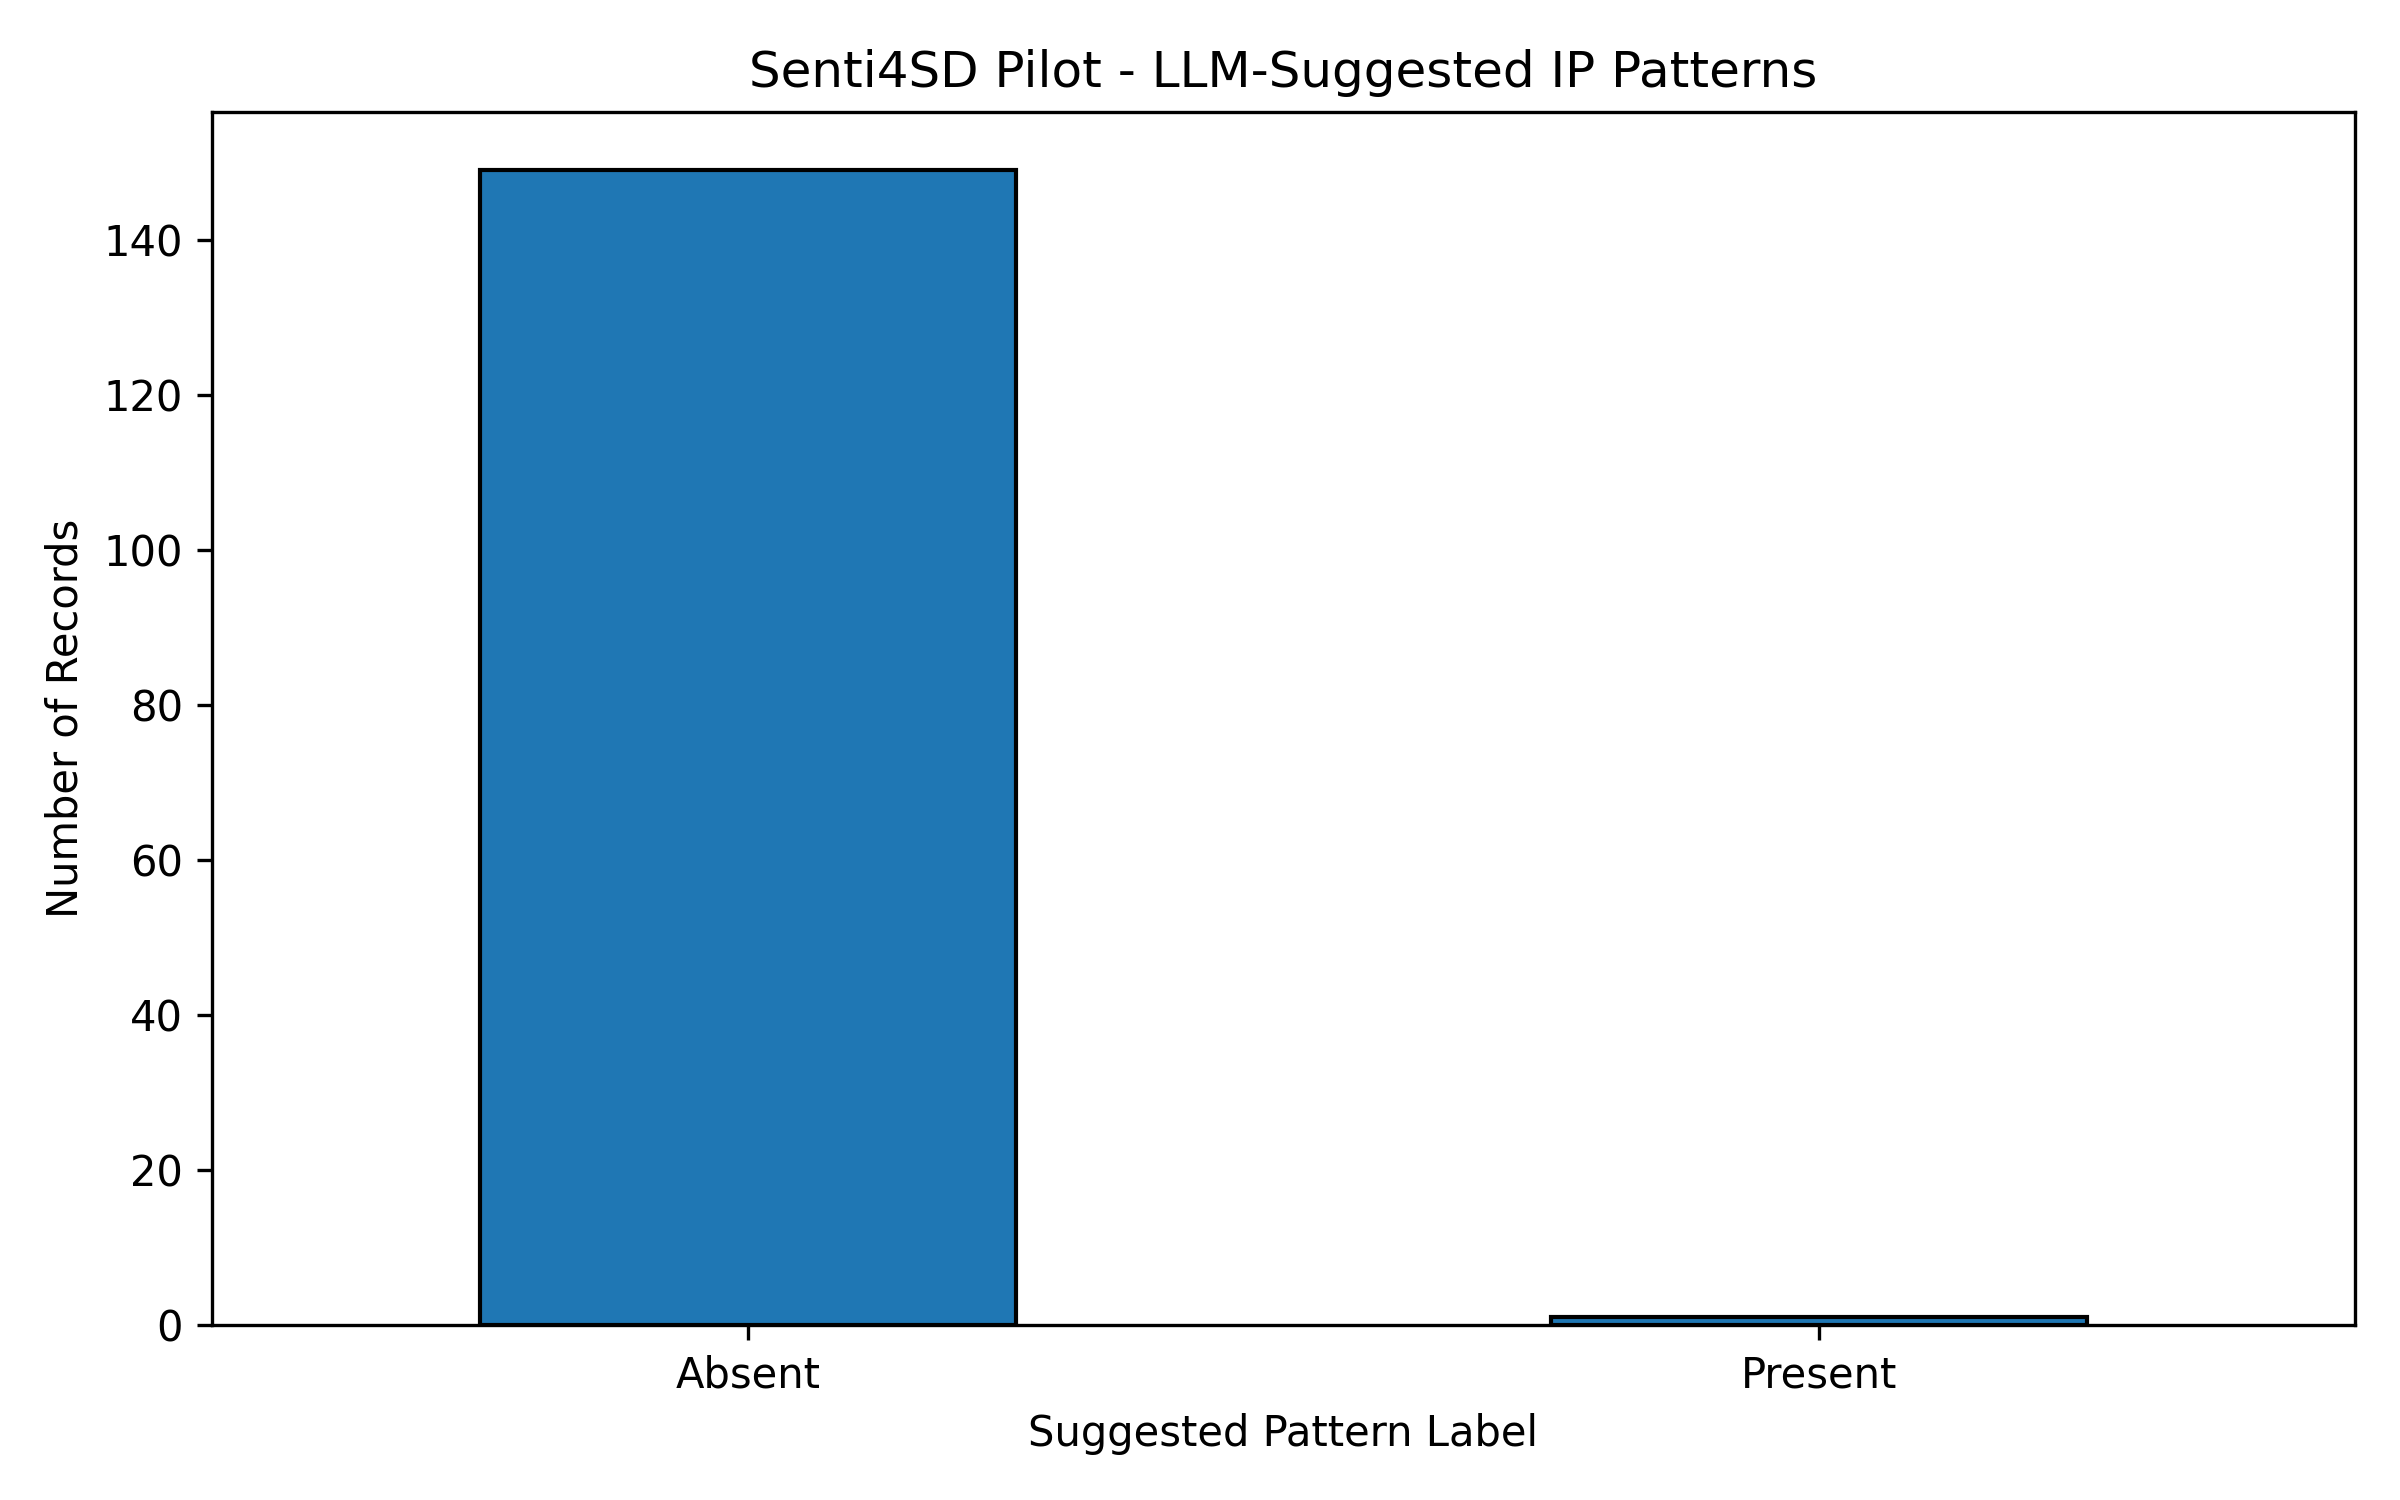 Senti4SD Pilot - LLM-Suggested IP Patterns
Number of Records
140
120
100
80
60
40
20
0
Absent
Present
Suggested Pattern Label